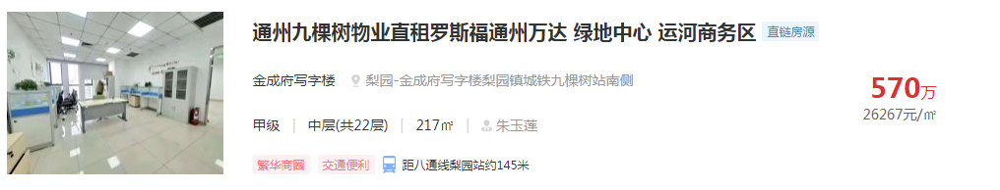 通州九棵树物业直租罗斯福通州万达 绿地中心 运河商务区 直链房源
金成府写字楼 梨园-金成府写字楼梨园镇城铁九棵树站南侧
570万
26267元/㎡
甲级 | 中层(共22层) | 217㎡ | 朱玉莲
繁华商圈 交通便利 距八通线梨园站约145米